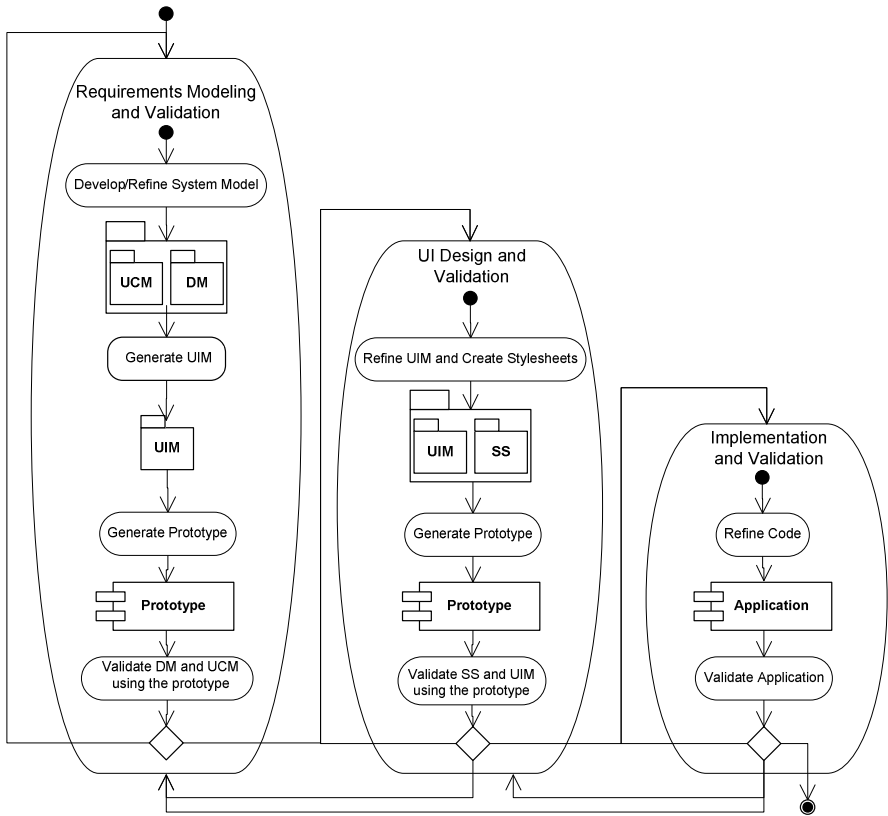 Requirements Modeling
and Validation
Develop/Refine System Model
UCM
DM
Generate UIM
UIM
Generate Prototype
Prototype
Validate DM and UCM
using the prototype
UI Design and
Validation
Refine UIM and Create Stylesheets
UIM
SS
Generate Prototype
Prototype
Validate SS and UIM
using the prototype
Implementation
and Validation
Refine Code
Application
Validate Application